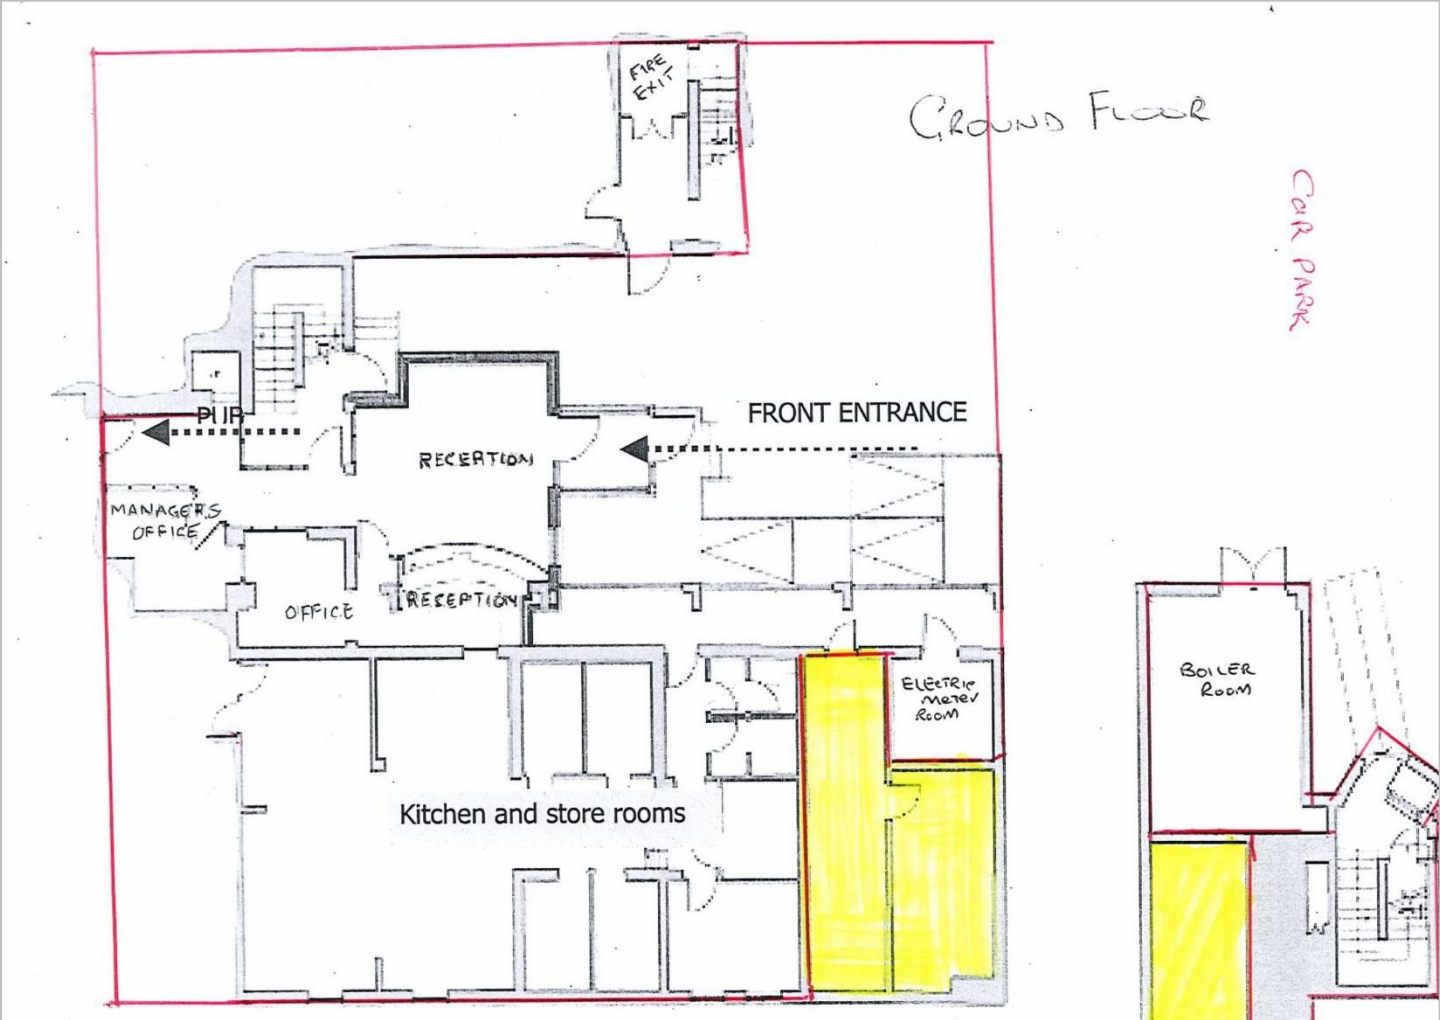 FIRE
EXIT
GROUND FLOOR
CAR PARK
PUB
FRONT ENTRANCE
RECEPTION
MANAGERS
OFFICE
OFFICE
RECEPTION
ELECTRIC
METER
ROOM
BOILER
ROOM
Kitchen and store rooms